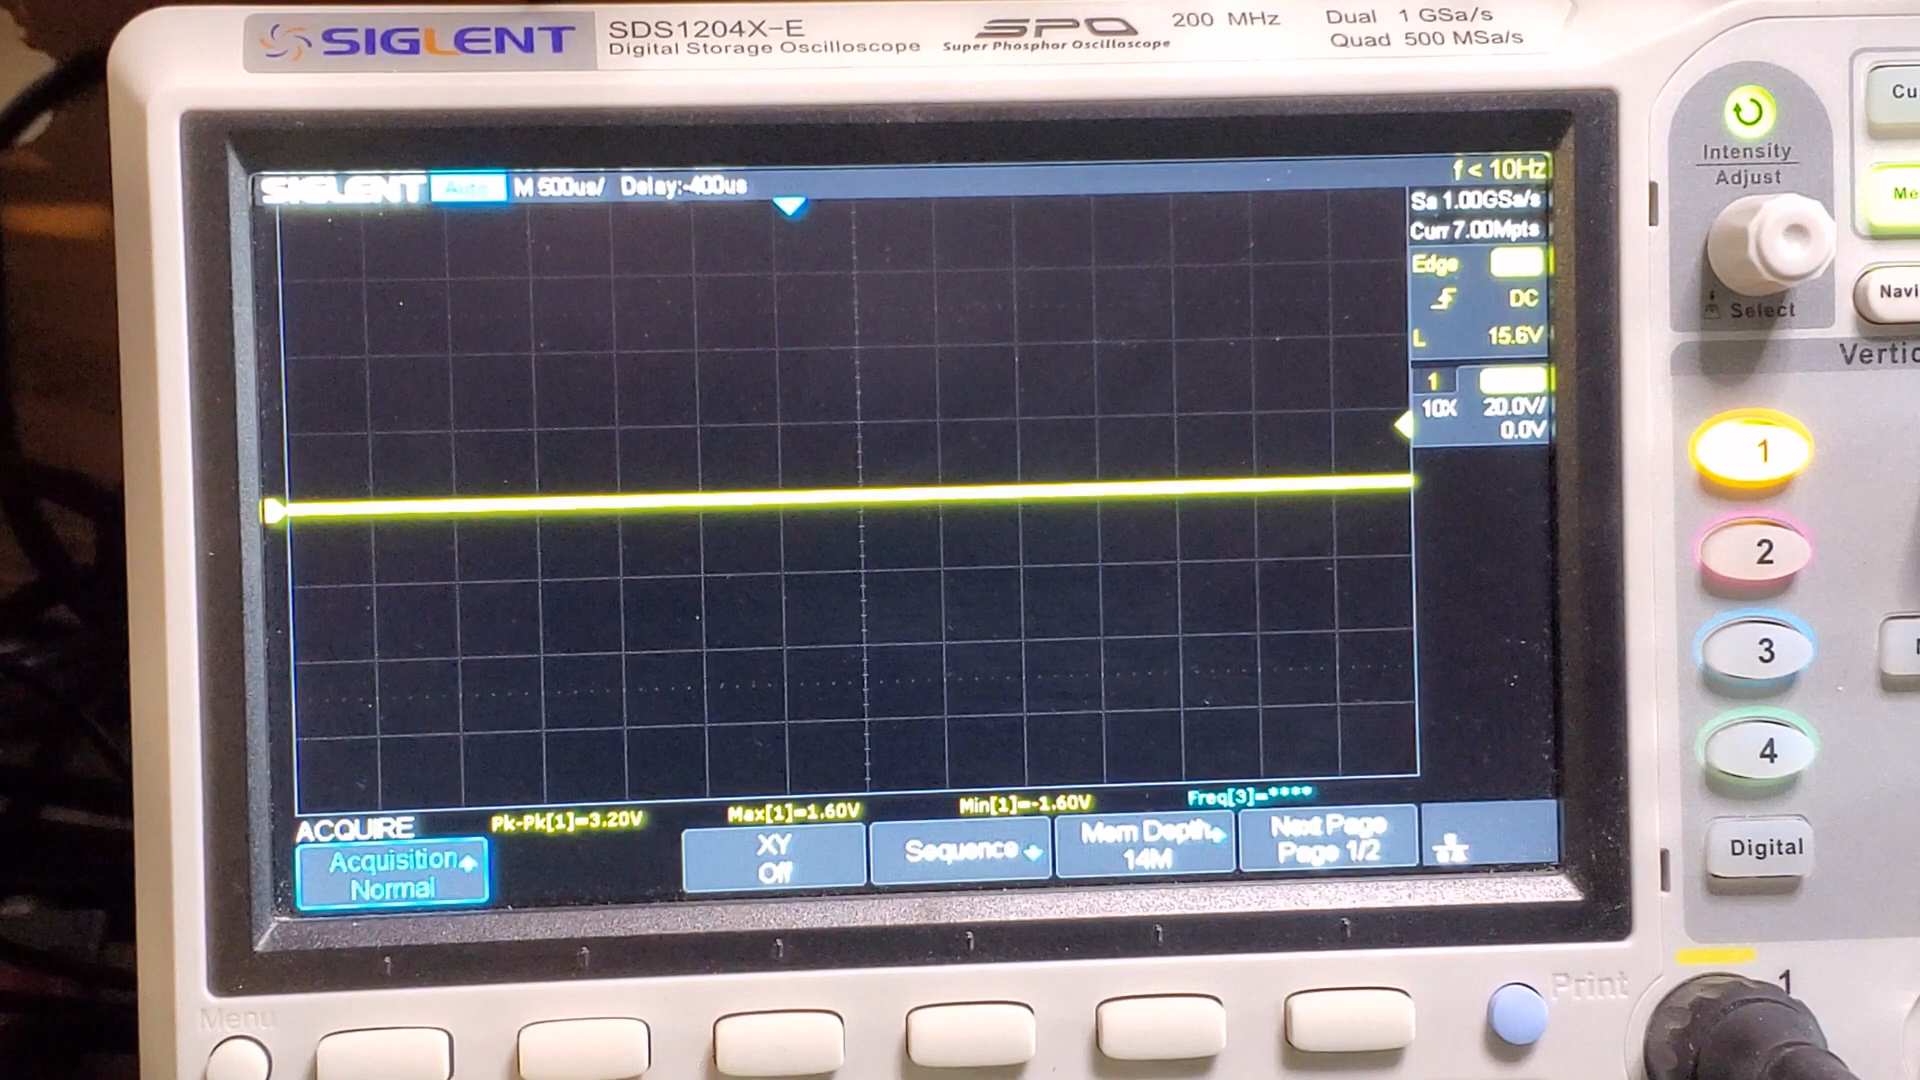 SIGLENT
SDS1204X-E
Digital Storage Oscilloscope
SPO
Super Phosphor Oscilloscope
200 MHz
Dual 1 GSa/s
Quad 500 MSa/s
SIGLENT Auto M 500us/ Delay:-400us
f < 10Hz
Sa 1.00GSa/s
Curr 7.00Mpts
Edge
DC
L 15.6V
1
10X 20.0V/
0.0V
Pk-Pk[1]=3.20V Max[1]=1.60V Min[1]=-1.60V Freq[3]=****
ACQUIRE
Acquisition
Normal
XY
Off
Sequence
Mem Depth
14M
Next Page
Page 1/2
Intensity
Adjust
Select
Cu
Me
Navi
Vertic
1
2
3
4
Digital
Print
1
Menu